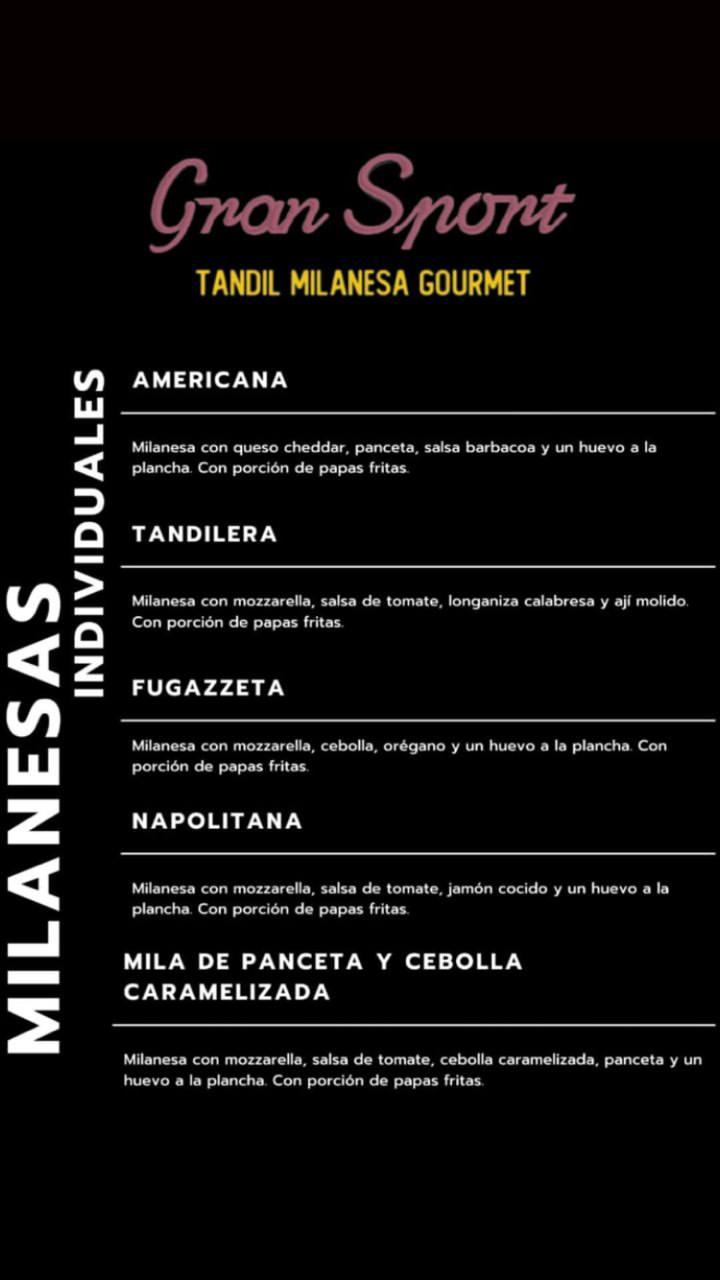 Gran Sport
TANDIL MILANESA GOURMET
MILANESAS
INDIVIDUALES
AMERICANA
Milanesa con queso cheddar, panceta, salsa barbacoa y un huevo a la
plancha. Con porción de papas fritas.
TANDILERA
Milanesa con mozzarella, salsa de tomate, longaniza calabresa y ají molido.
Con porción de papas fritas.
FUGAZZETA
Milanesa con mozzarella, cebolla, orégano y un huevo a la plancha. Con
porción de papas fritas.
NAPOLITANA
Milanesa con mozzarella, salsa de tomate, jamón cocido y un huevo a la
plancha. Con porción de papas fritas.
MILA DE PANCETA Y CEBOLLA
CARAMELIZADA
Milanesa con mozzarella, salsa de tomate, cebolla caramelizada, panceta y un
huevo a la plancha. Con porción de papas fritas.